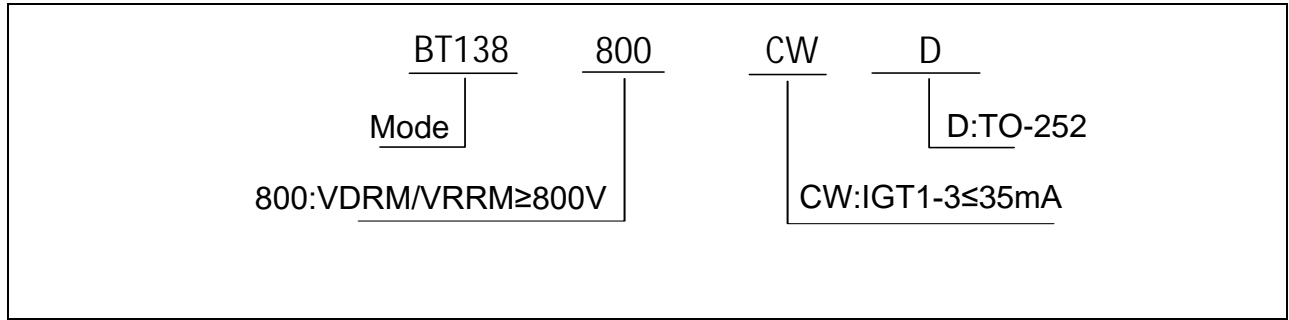 BT138 800 CW D
Mode D:TO-252
800:VDRM/VRRM≥800V CW:IGT1-3≤35mA